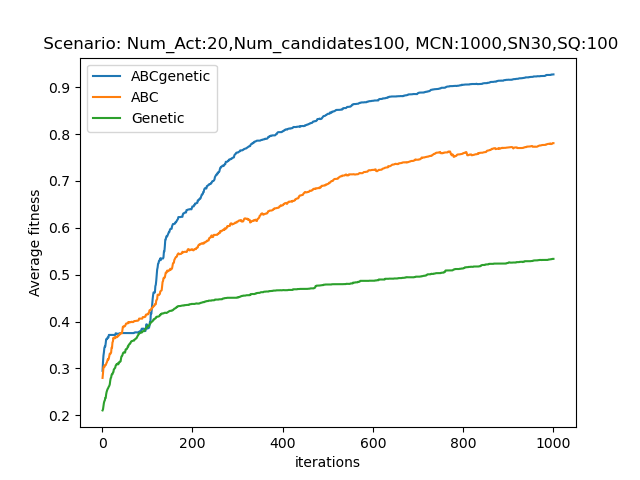 Scenario: Num_Act:20,Num_candidates100, MCN:1000,SN30,SQ:100
ABCgenetic
ABC
Genetic
Average fitness
0.9
0.8
0.7
0.6
0.5
0.4
0.3
0.2
0 200 400 600 800 1000
iterations